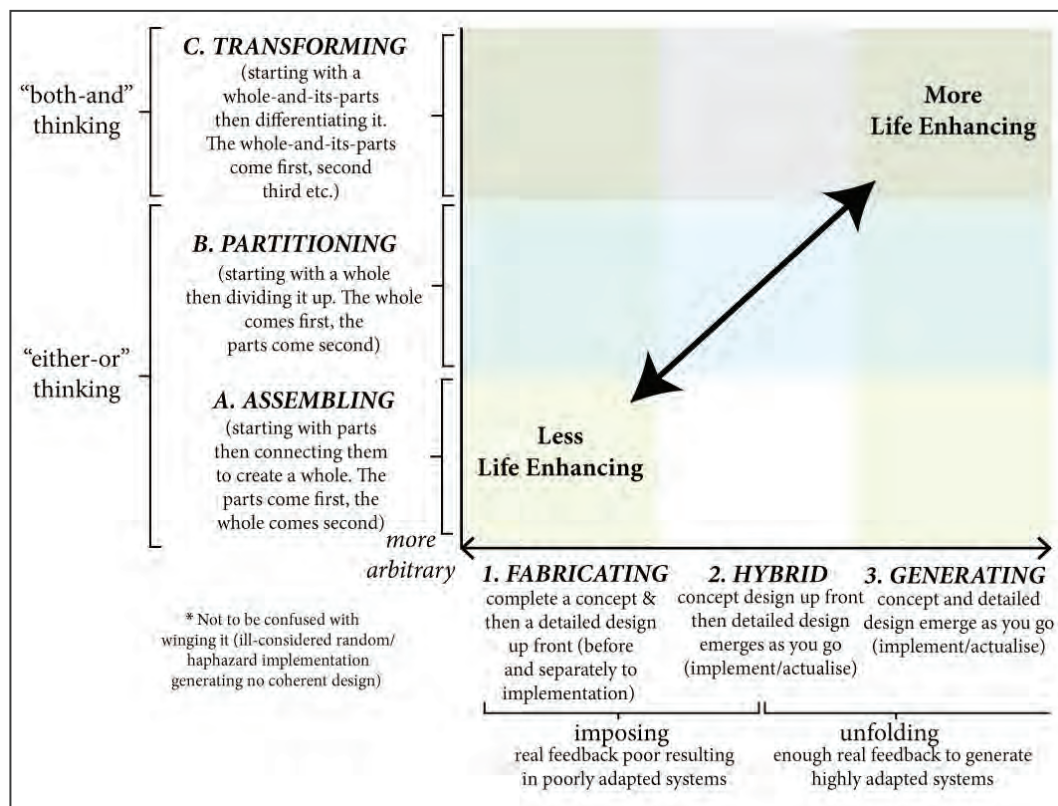 "both-and"
thinking
C. TRANSFORMING
(starting with a
whole-and-its-parts
then differentiating it.
The whole-and-its-parts
come first, second
third etc.)
More
Life Enhancing
B. PARTITIONING
(starting with a whole
then dividing it up. The whole
comes first, the
parts come second)
"either-or"
thinking
A. ASSEMBLING
(starting with parts
then connecting them
to create a whole. The
parts come first, the
whole comes second)
Less
Life Enhancing
more
arbitrary
1. FABRICATING
complete a concept &
then a detailed design
up front (before
and separately to
implementation)
2. HYBRID
concept design up front
then detailed design
emerges as you go
(implement/actualise)
3. GENERATING
concept and detailed
design emerge as you go
(implement/actualise)
* Not to be confused with
winging it (ill-considered random/
haphazard implementation
generating no coherent design)
imposing
real feedback poor resulting
in poorly adapted systems
unfolding
enough real feedback to generate
highly adapted systems